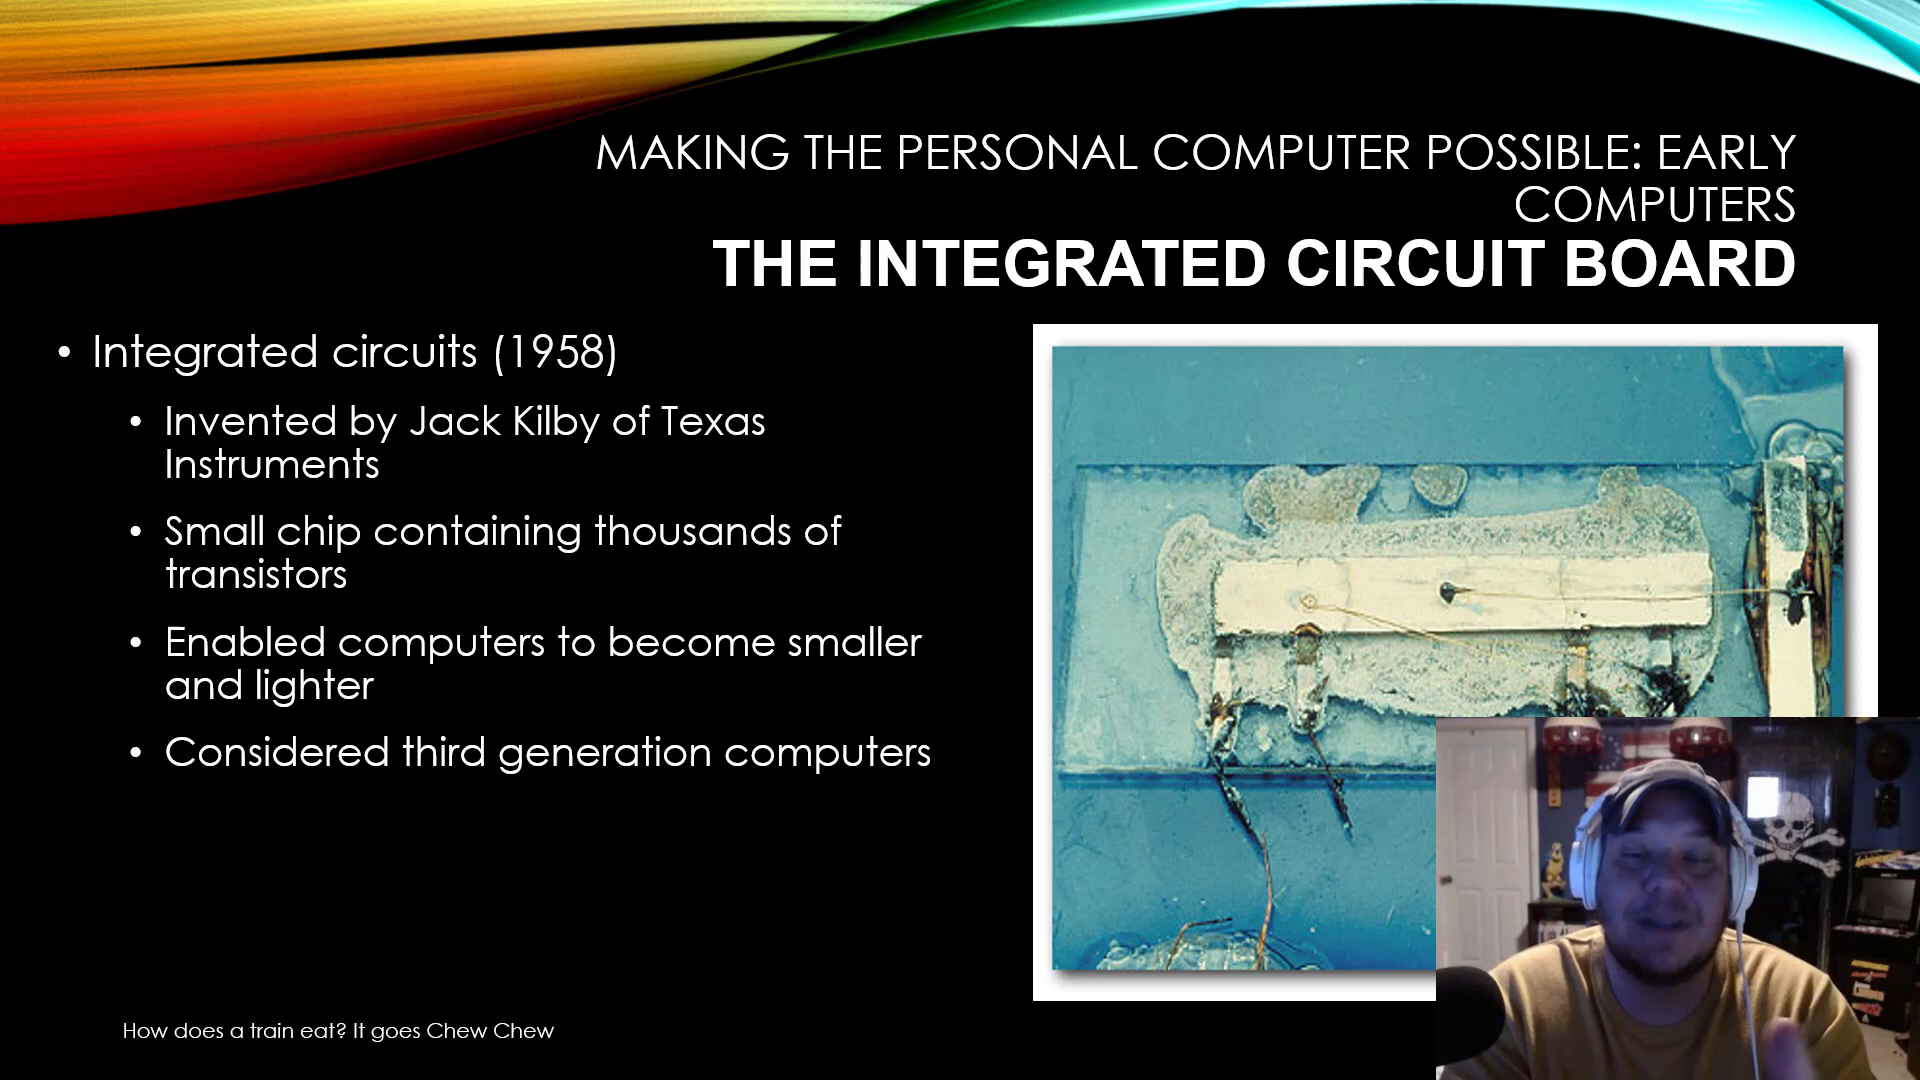 MAKING THE PERSONAL COMPUTER POSSIBLE: EARLY
COMPUTERS
THE INTEGRATED CIRCUIT BOARD
• Integrated circuits (1958)
• Invented by Jack Kilby of Texas
Instruments
• Small chip containing thousands of
transistors
• Enabled computers to become smaller
and lighter
• Considered third generation computers
How does a train eat? It goes Chew Chew